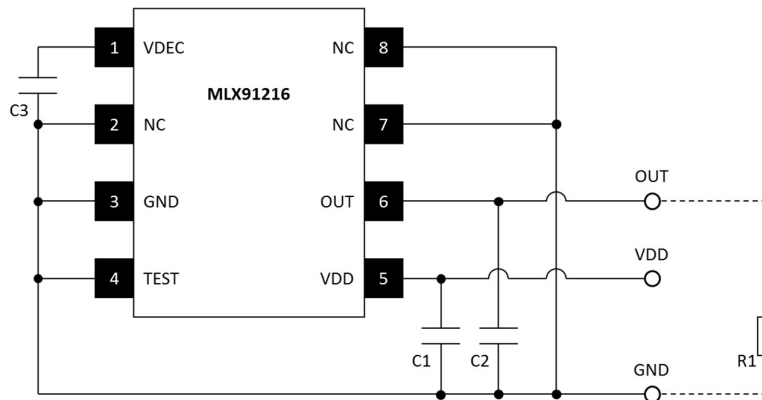 1 VDEC NC 8
MLX91216
C3
2 NC NC 7
OUT
3 GND OUT 6
VDD
4 TEST VDD 5
C1 C2 R1
GND